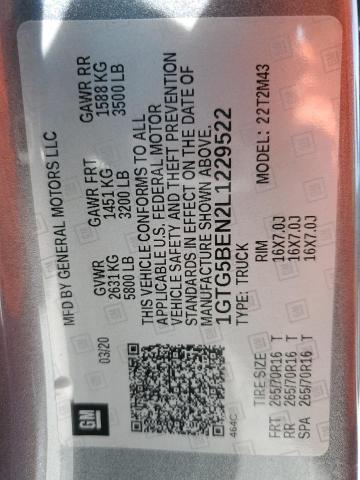 MFD BY GENERAL MOTORS LLC
GM
03/20
GVWR
2631 KG
5800 LB
GAWR FRT
1451 KG
3200 LB
GAWR RR
1588 KG
3500 LB
THIS VEHICLE CONFORMS TO ALL
APPLICABLE U.S. FEDERAL MOTOR
VEHICLE SAFETY AND THEFT PREVENTION
STANDARDS IN EFFECT ON THE DATE OF
MANUFACTURE SHOWN ABOVE.
1GTG5BEN2L1229522
TYPE: TRUCK
MODEL: 22T2M43
464C
TIRE SIZE RIM
FRT 265/70R16 T 16X7.0J
RR 265/70R16 T 16X7.0J
SPA 265/70R16 T 16X7.0J